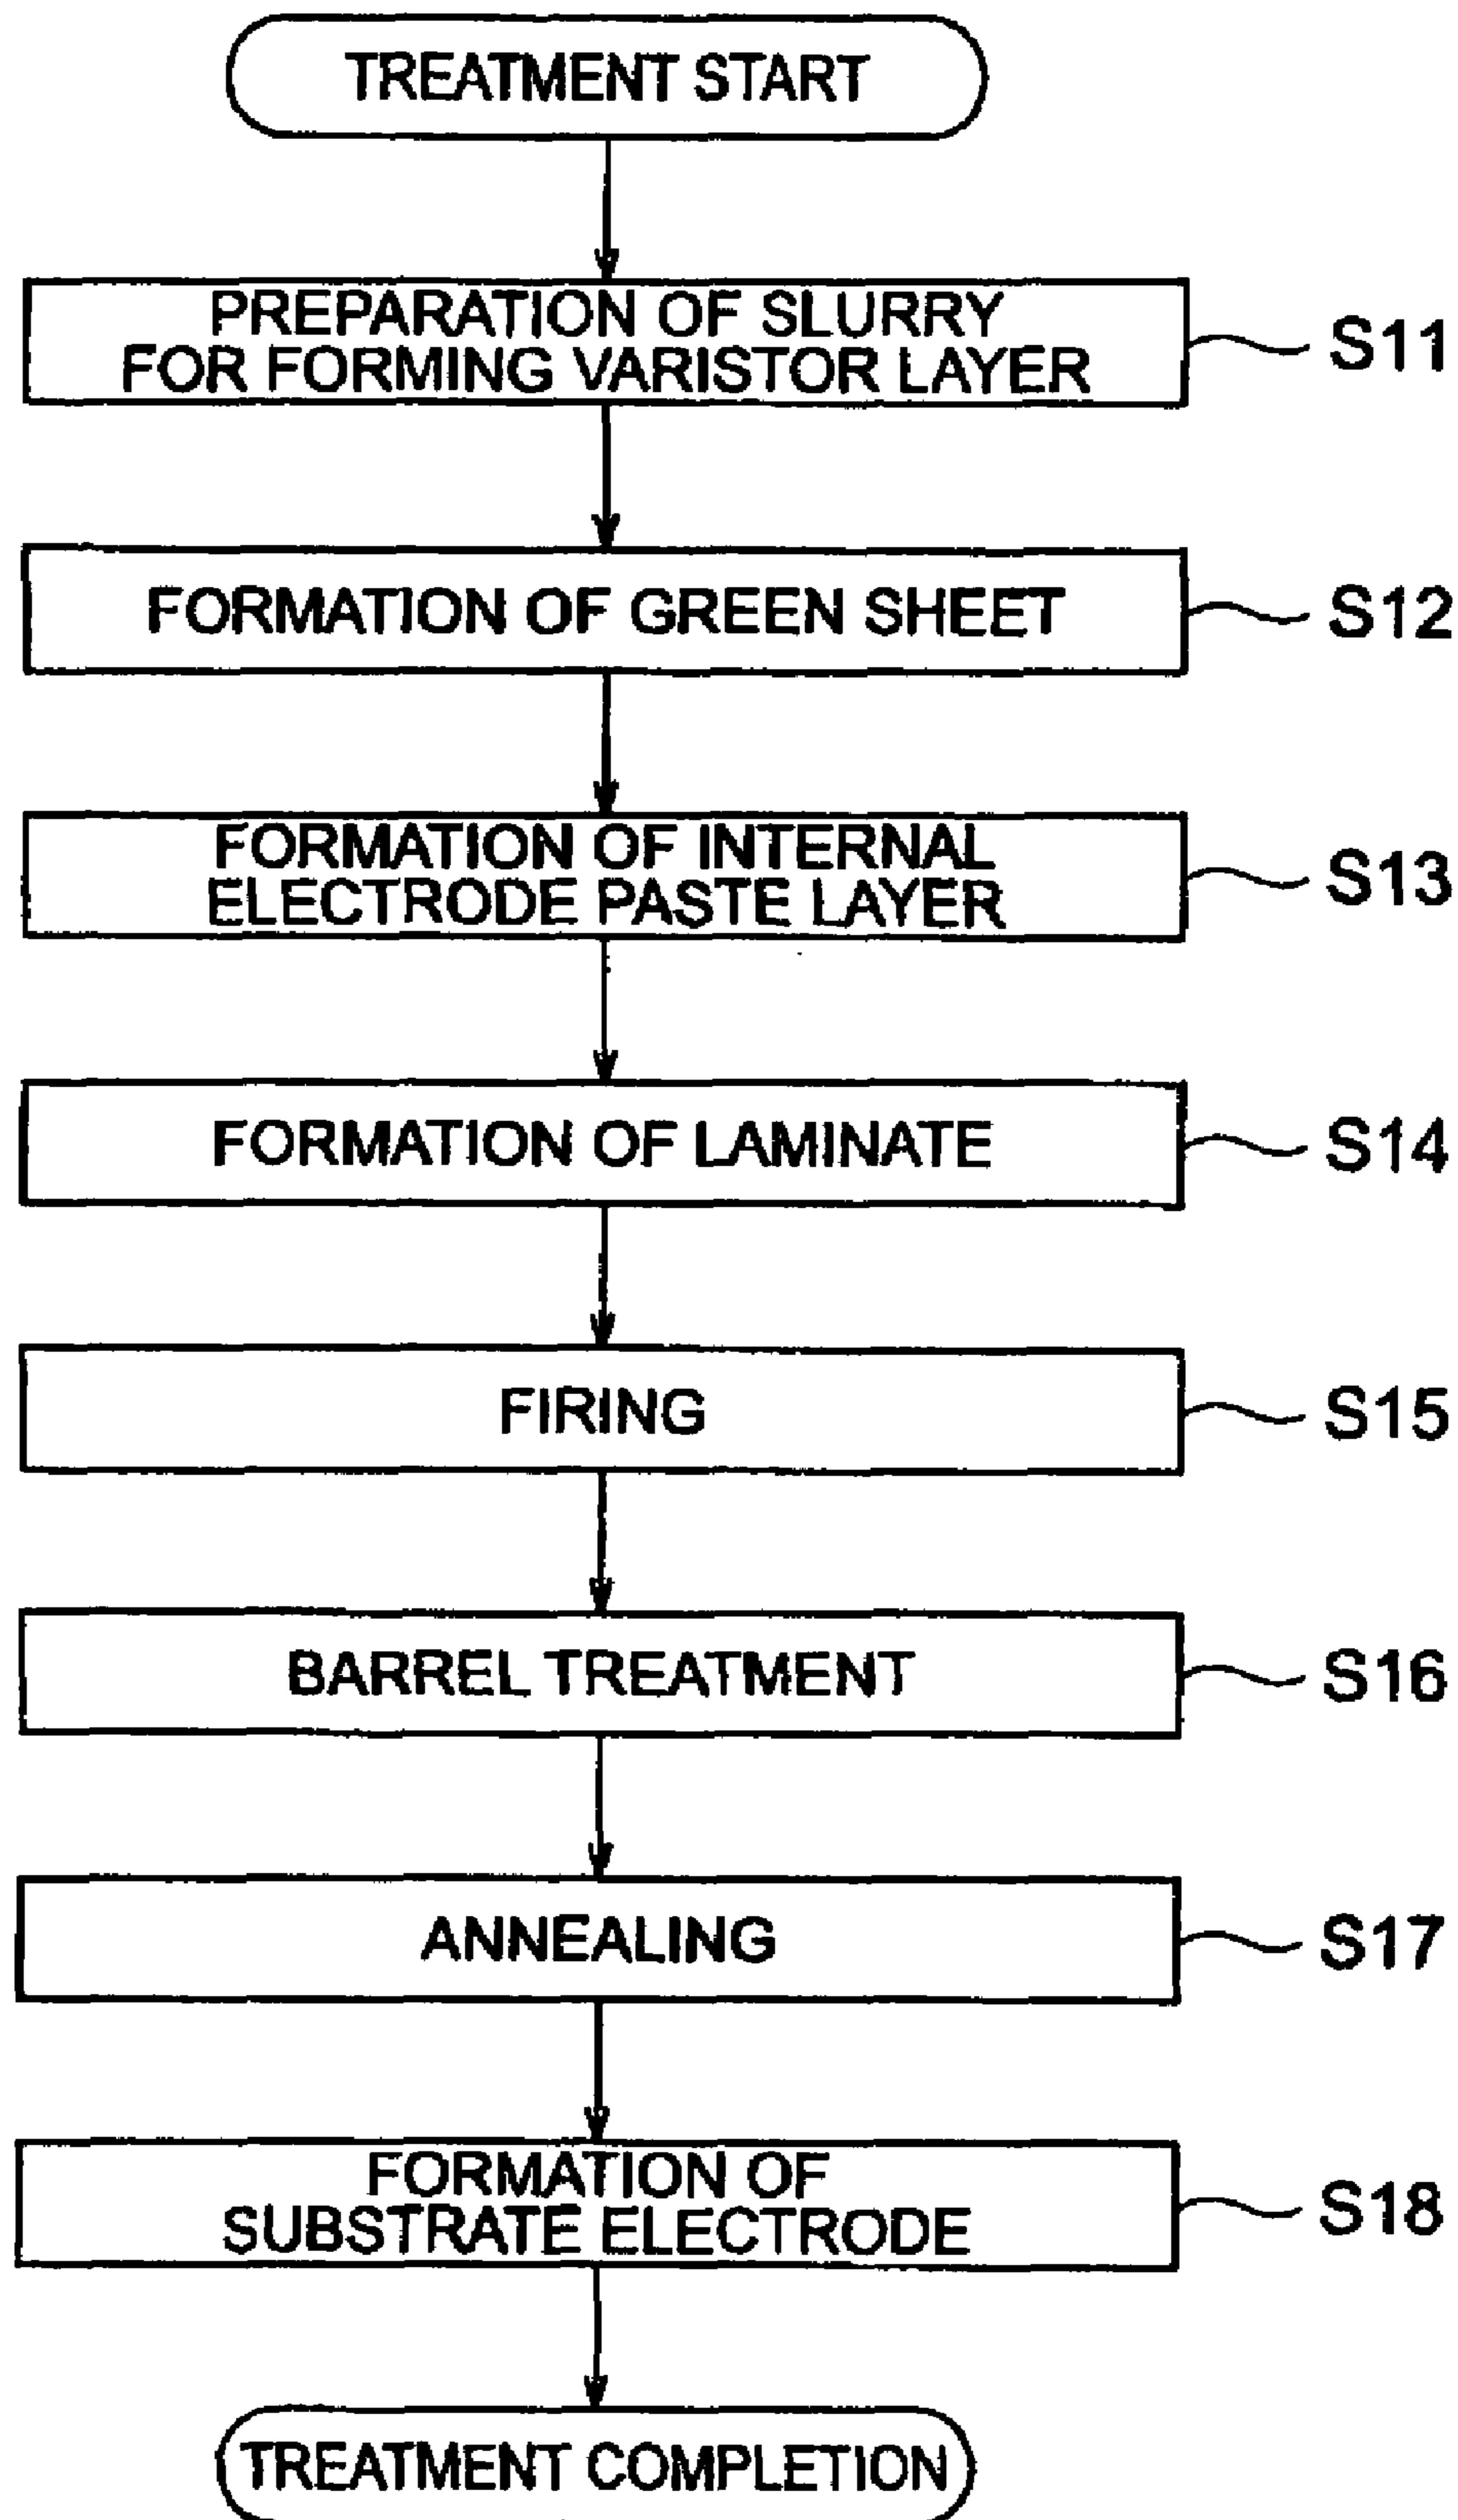 TREATMENT START
PREPARATION OF SLURRY
FOR FORMING VARISTOR LAYER
S11
FORMATION OF GREEN SHEET
S12
FORMATION OF INTERNAL
ELECTRODE PASTE LAYER
S13
FORMATION OF LAMINATE
S14
FIRING
S15
BARREL TREATMENT
S16
ANNEALING
S17
FORMATION OF
SUBSTRATE ELECTRODE
S18
TREATMENT COMPLETION